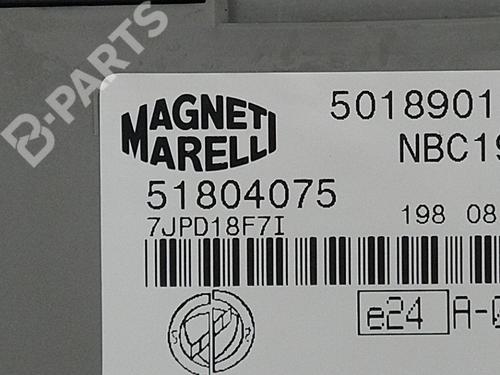 B-PARTS
MAGNETI
MARELLI
5018901
NBC19
51804075
7JPD18F7I
198 08
e24 A-0